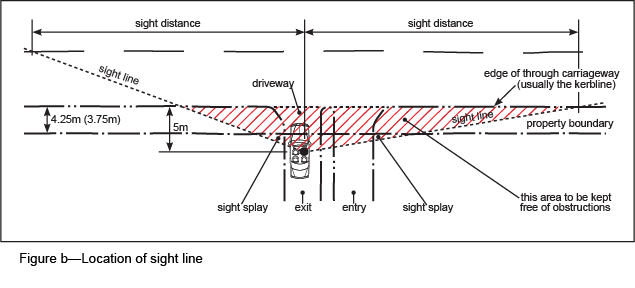 sight distance
sight distance
sight line
driveway
edge of through carriageway
(usually the kerbline)
4.25m (3.75m)
5m
sight line
property boundary
sight splay
exit
entry
sight splay
this area to be kept
free of obstructions
Figure b—Location of sight line